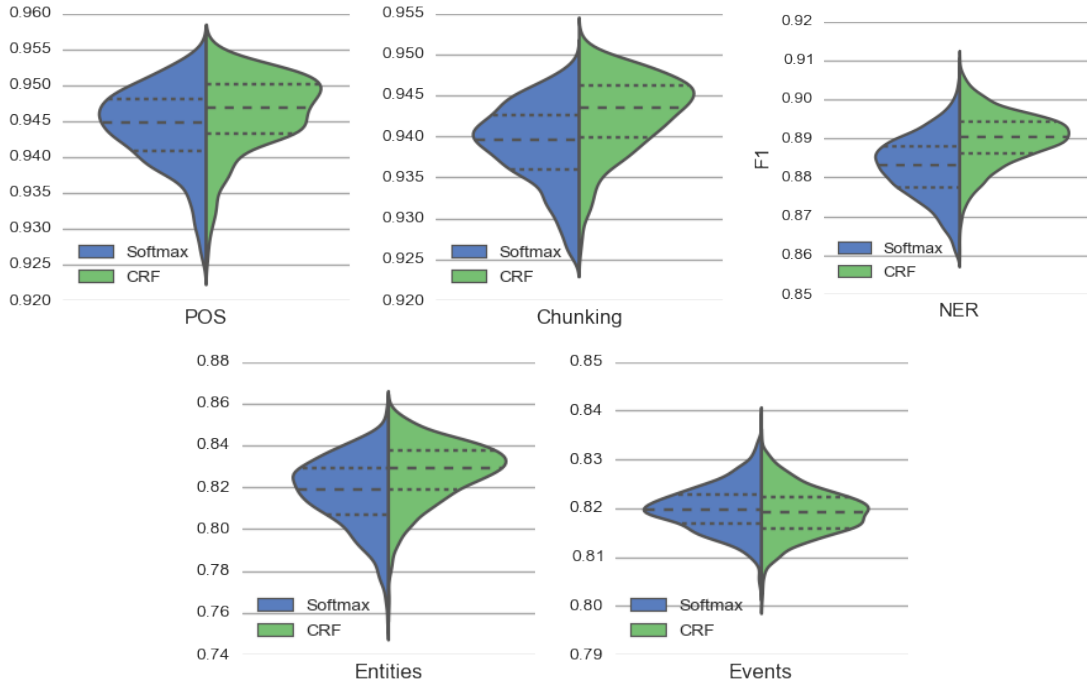 0.960
0.955
0.950
0.945
0.940
0.935
0.930
0.925
0.920
Softmax
CRF
POS
0.955
0.950
0.945
0.940
0.935
0.930
0.925
0.920
Softmax
CRF
Chunking
0.92
0.91
0.90
0.89
0.88
0.87
0.86
0.85
F1
Softmax
CRF
NER
0.88
0.86
0.84
0.82
0.80
0.78
0.76
0.74
Softmax
CRF
Entities
0.85
0.84
0.83
0.82
0.81
0.80
0.79
Softmax
CRF
Events